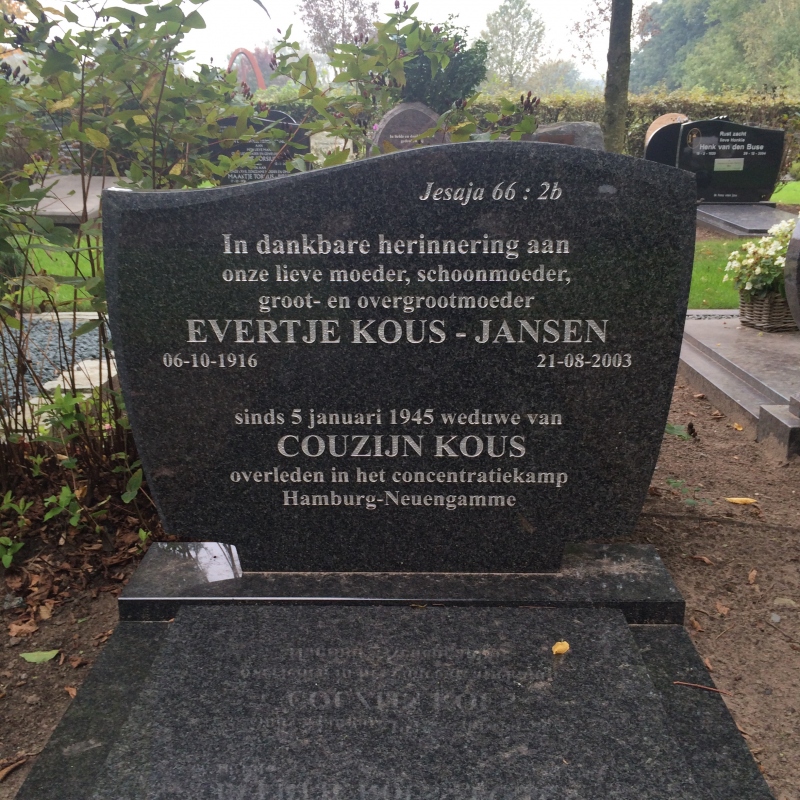 Jesaja 66 : 2b
In dankbare herinnering aan
onze lieve moeder, schoonmoeder,
groot- en overgrootmoeder
EVERTJE KOUS - JANSEN
06-10-1916 21-08-2003
sinds 5 januari 1945 weduwe van
COUZIJN KOUS
overleden in het concentratiekamp
Hamburg-Neuengamme
Rust zacht
Henk van den Buse